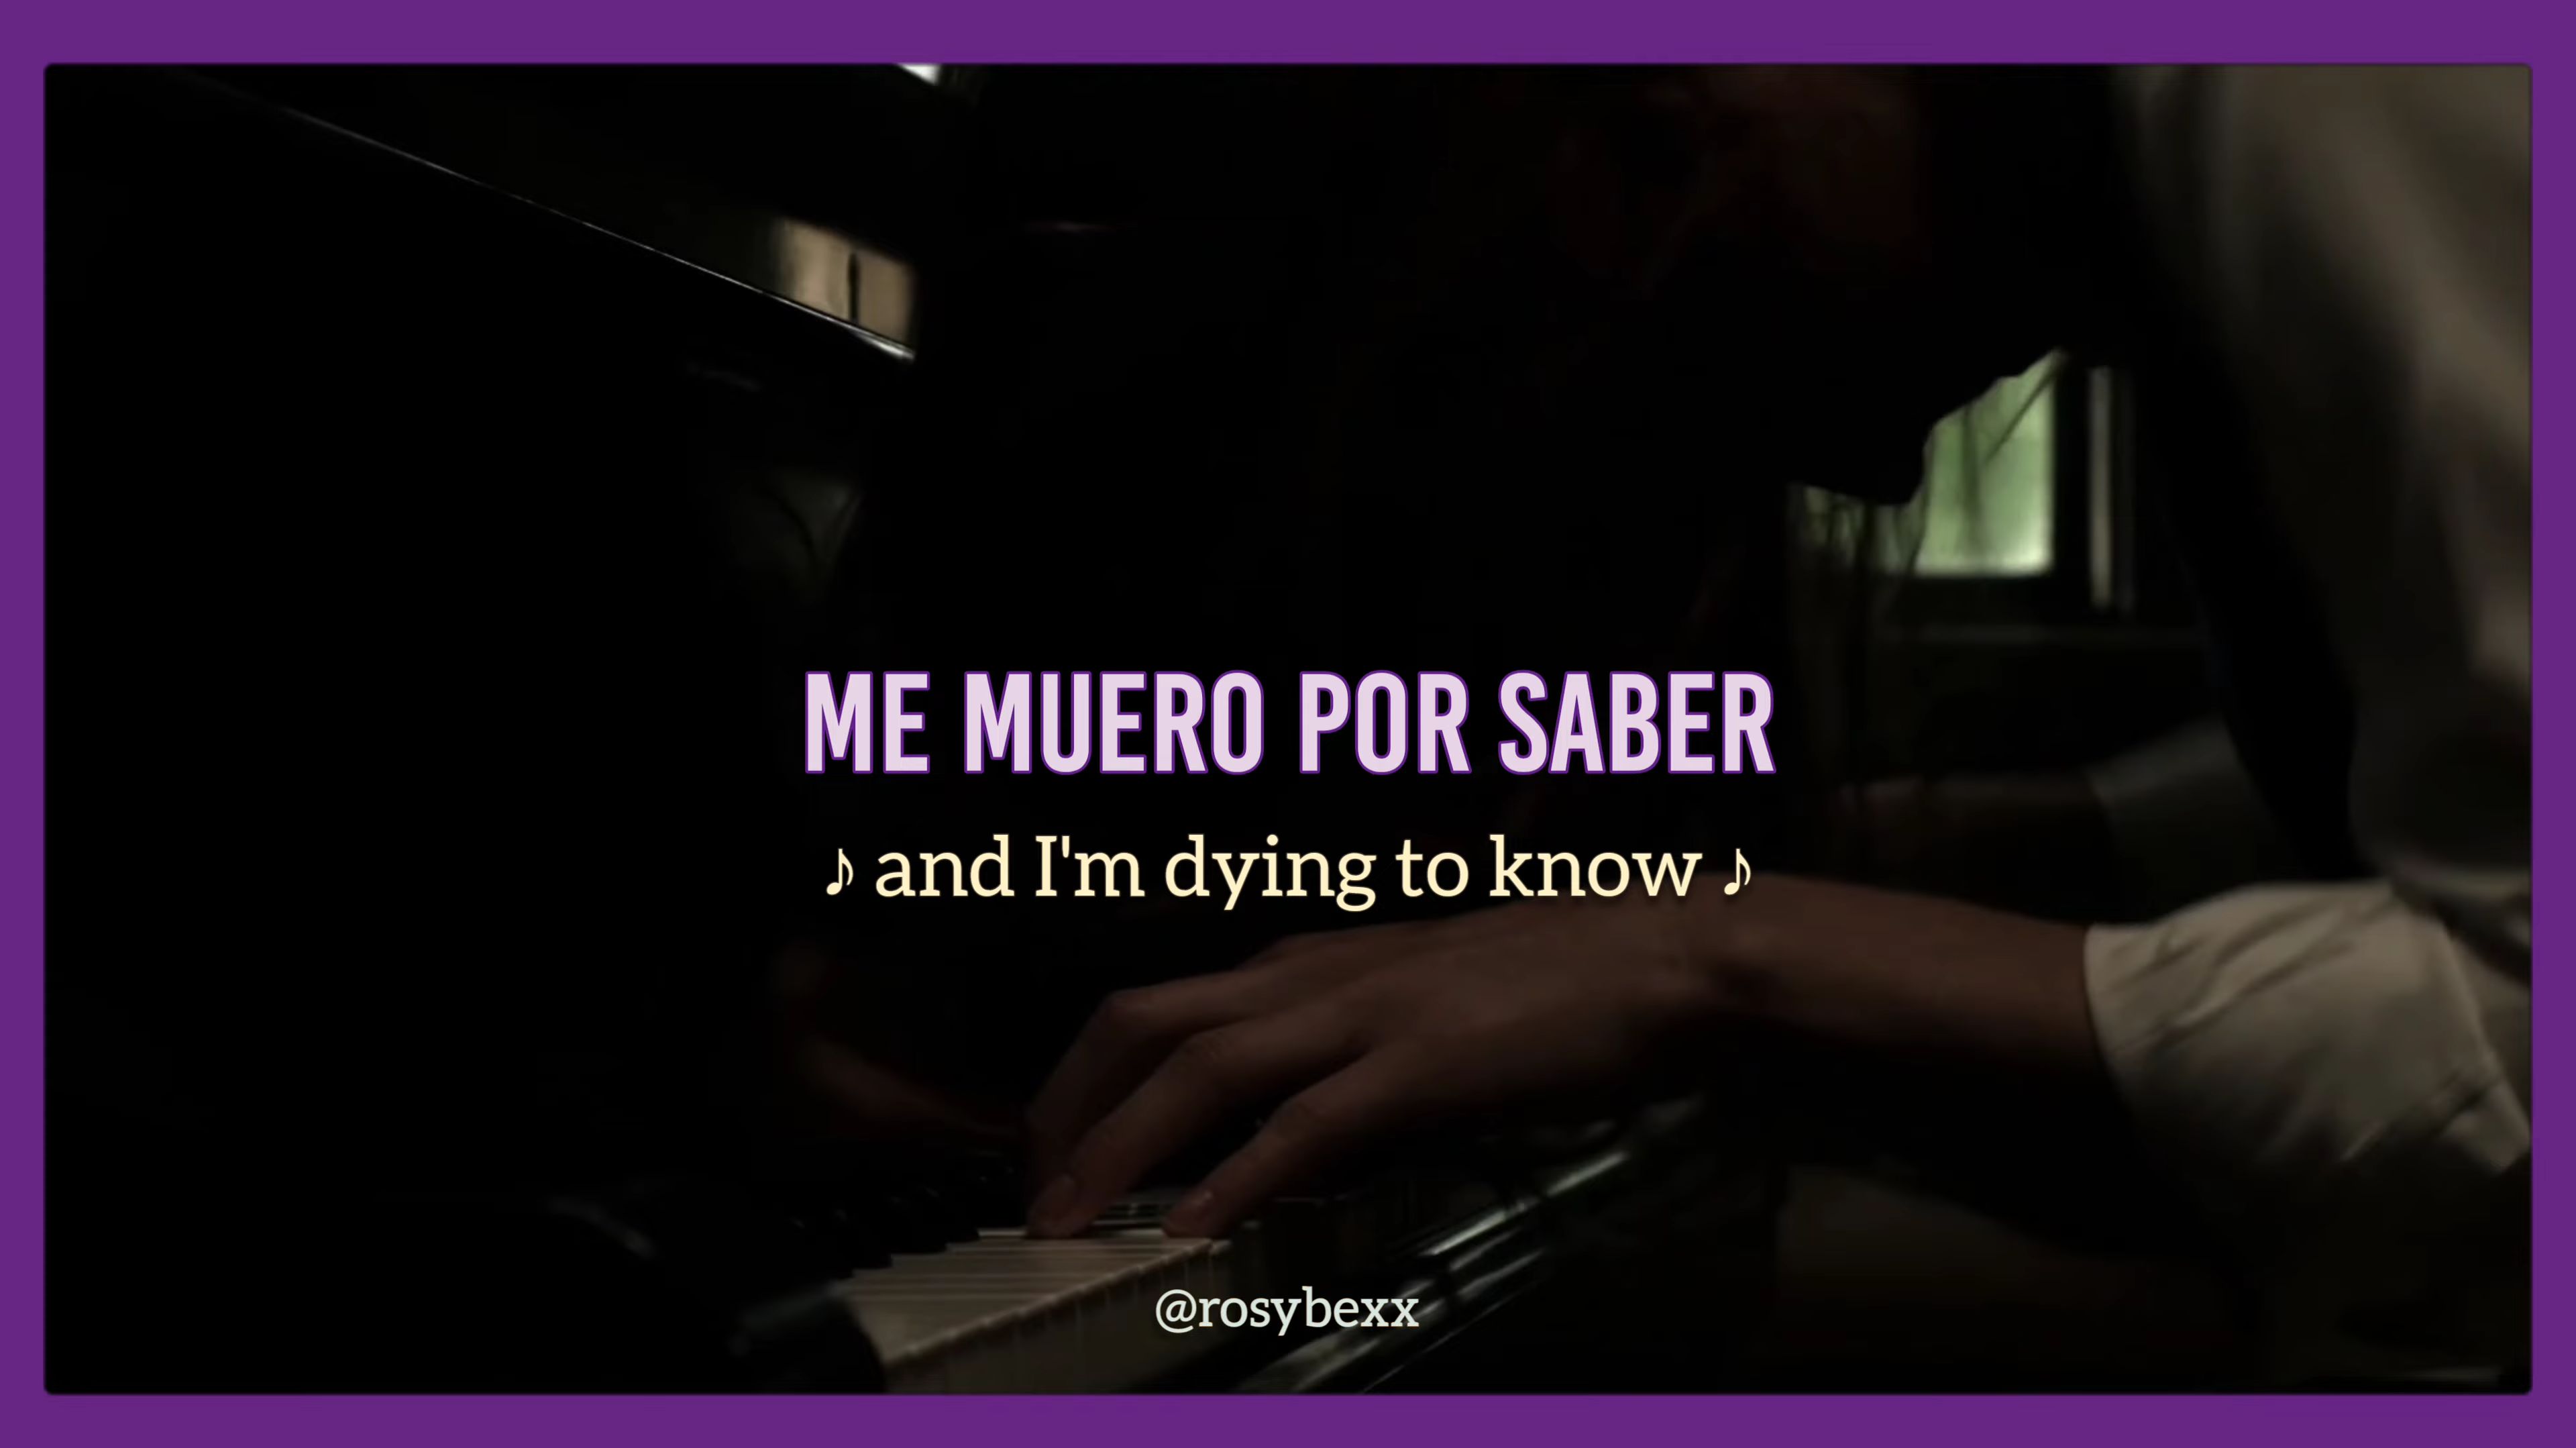 ME MUERO POR SABER
♪ and I'm dying to know ♪
@rosybexx